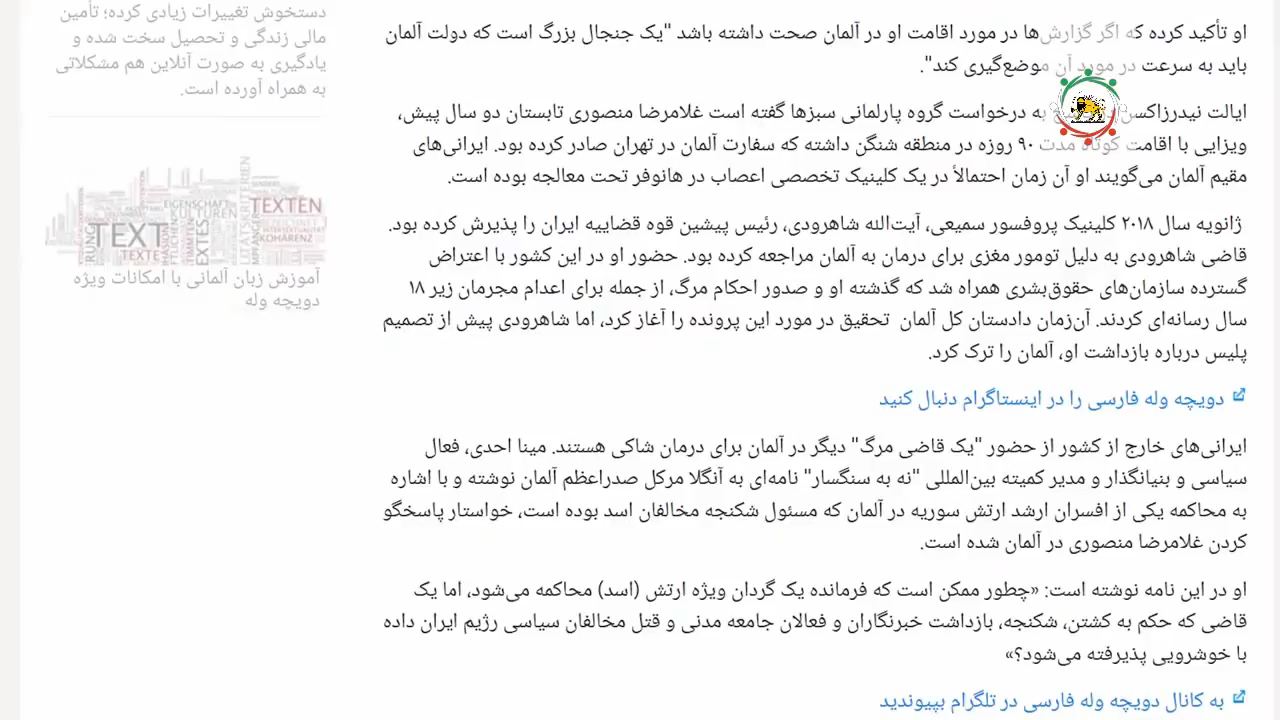 او تأکید کرده که اگر گزارش‌ها در مورد اقامت او در آلمان صحت داشته باشد "یک جنجال بزرگ است که دولت آلمان
باید به سرعت در مورد آن موضع‌گیری کند".
ایالت نیدرزاکسن به درخواست گروه پارلمانی سبزها گفته است غلامرضا منصوری تابستان دو سال پیش،
ویزایی با اقامت کوتاه مدت ۹۰ روزه در منطقه شنگن داشته که سفارت آلمان در تهران صادر کرده بود. ایرانی‌های
مقیم آلمان می‌گویند او آن زمان احتمالاً در یک کلینیک تخصصی اعصاب در هانوفر تحت معالجه بوده است.
ژانویه سال ۲۰۱۸ کلینیک پروفسور سمیعی، آیت‌الله شاهرودی، رئیس پیشین قوه قضاییه ایران را پذیرش کرده بود.
قاضی شاهرودی به دلیل تومور مغزی برای درمان به آلمان مراجعه کرده بود. حضور او در این کشور با اعتراض
گسترده سازمان‌های حقوق‌بشری همراه شد که گذشته او و صدور احکام مرگ، از جمله برای اعدام مجرمان زیر ۱۸
سال رسانه‌ای کردند. آن‌زمان دادستان کل آلمان تحقیق در مورد این پرونده را آغاز کرد، اما شاهرودی پیش از تصمیم
پلیس درباره بازداشت او، آلمان را ترک کرد.
دویچه وله فارسی را در اینستاگرام دنبال کنید
ایرانی‌های خارج از کشور از حضور "یک قاضی مرگ" دیگر در آلمان برای درمان شاکی هستند. مینا احدی، فعال
سیاسی و بنیانگذار و مدیر کمیته بین‌المللی "نه به سنگسار" نامه‌ای به آنگلا مرکل صدراعظم آلمان نوشته و با اشاره
به محاکمه یکی از افسران ارشد ارتش سوریه در آلمان که مسئول شکنجه مخالفان اسد بوده است، خواستار پاسخگو
کردن غلامرضا منصوری در آلمان شده است.
او در این نامه نوشته است: «چطور ممکن است که فرمانده یک گردان ویژه ارتش (اسد) محاکمه می‌شود، اما یک
قاضی که حکم به کشتن، شکنجه، بازداشت خبرنگاران و فعالان جامعه مدنی و قتل مخالفان سیاسی رژیم ایران داده
با خوشرویی پذیرفته می‌شود؟»
به کانال دویچه وله فارسی در تلگرام بپیوندید
دستخوش تغییرات زیادی کرده؛ تأمین
مالی زندگی و تحصیل سخت شده و
یادگیری به صورت آنلاین هم مشکلاتی
به همراه آورده است.
EIGENSCHAFT
KULTUREN
TEXTEN
TEXT
TEXTES
TEXTE
KOHÄRENZ
آموزش زبان آلمانی با امکانات ویژه
دویچه وله